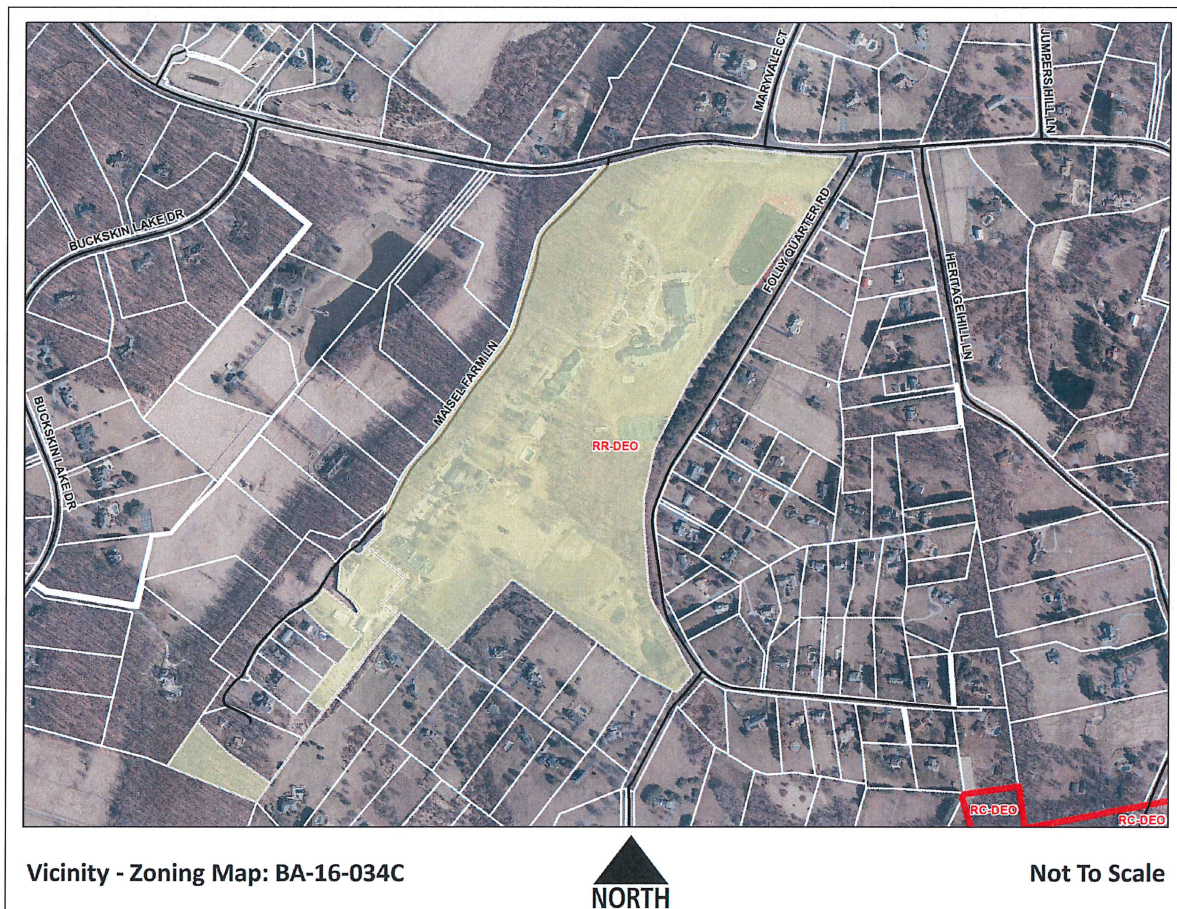 MARYVALE CT
JUMPERS HILL LN
BUCKSKIN LAKE DR
FOLLY QUARTER RD
HERITAGE HILL LN
MAISEL FARM LN
BUCKSKIN LAKE DR
RR-DEO
RC-DEO
RC-DEO
Vicinity - Zoning Map: BA-16-034C
NORTH
Not To Scale